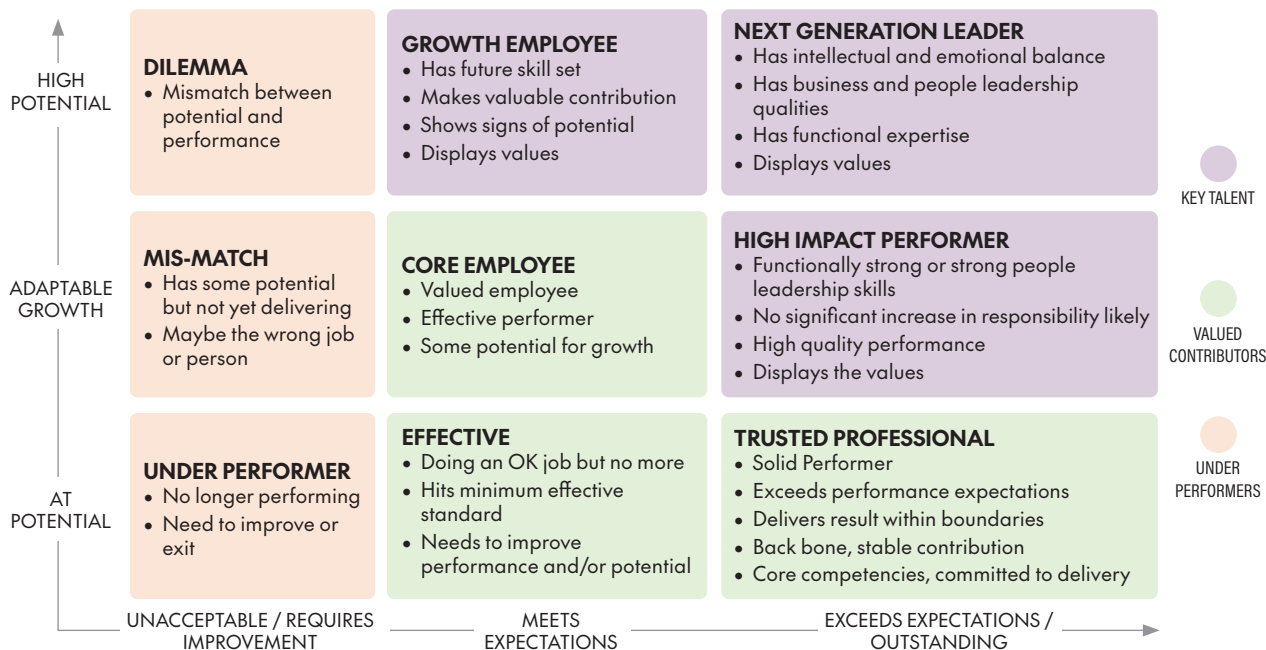 HIGH
POTENTIAL
DILEMMA
• Mismatch between
potential and
performance
GROWTH EMPLOYEE
• Has future skill set
• Makes valuable contribution
• Shows signs of potential
• Displays values
NEXT GENERATION LEADER
• Has intellectual and emotional balance
• Has business and people leadership
qualities
• Has functional expertise
• Displays values
KEY TALENT
ADAPTABLE
GROWTH
MIS-MATCH
• Has some potential
but not yet delivering
• Maybe the wrong job
or person
CORE EMPLOYEE
• Valued employee
• Effective performer
• Some potential for growth
HIGH IMPACT PERFORMER
• Functionally strong or strong people
leadership skills
• No significant increase in responsibility likely
• High quality performance
• Displays the values
VALUED
CONTRIBUTORS
AT
POTENTIAL
UNDER PERFORMER
• No longer performing
• Need to improve or
exit
EFFECTIVE
• Doing an OK job but no more
• Hits minimum effective
standard
• Needs to improve
performance and/or potential
TRUSTED PROFESSIONAL
• Solid Performer
• Exceeds performance expectations
• Delivers result within boundaries
• Back bone, stable contribution
• Core competencies, committed to delivery
UNDER
PERFORMERS
UNACCEPTABLE / REQUIRES
IMPROVEMENT
MEETS
EXPECTATIONS
EXCEEDS EXPECTATIONS /
OUTSTANDING